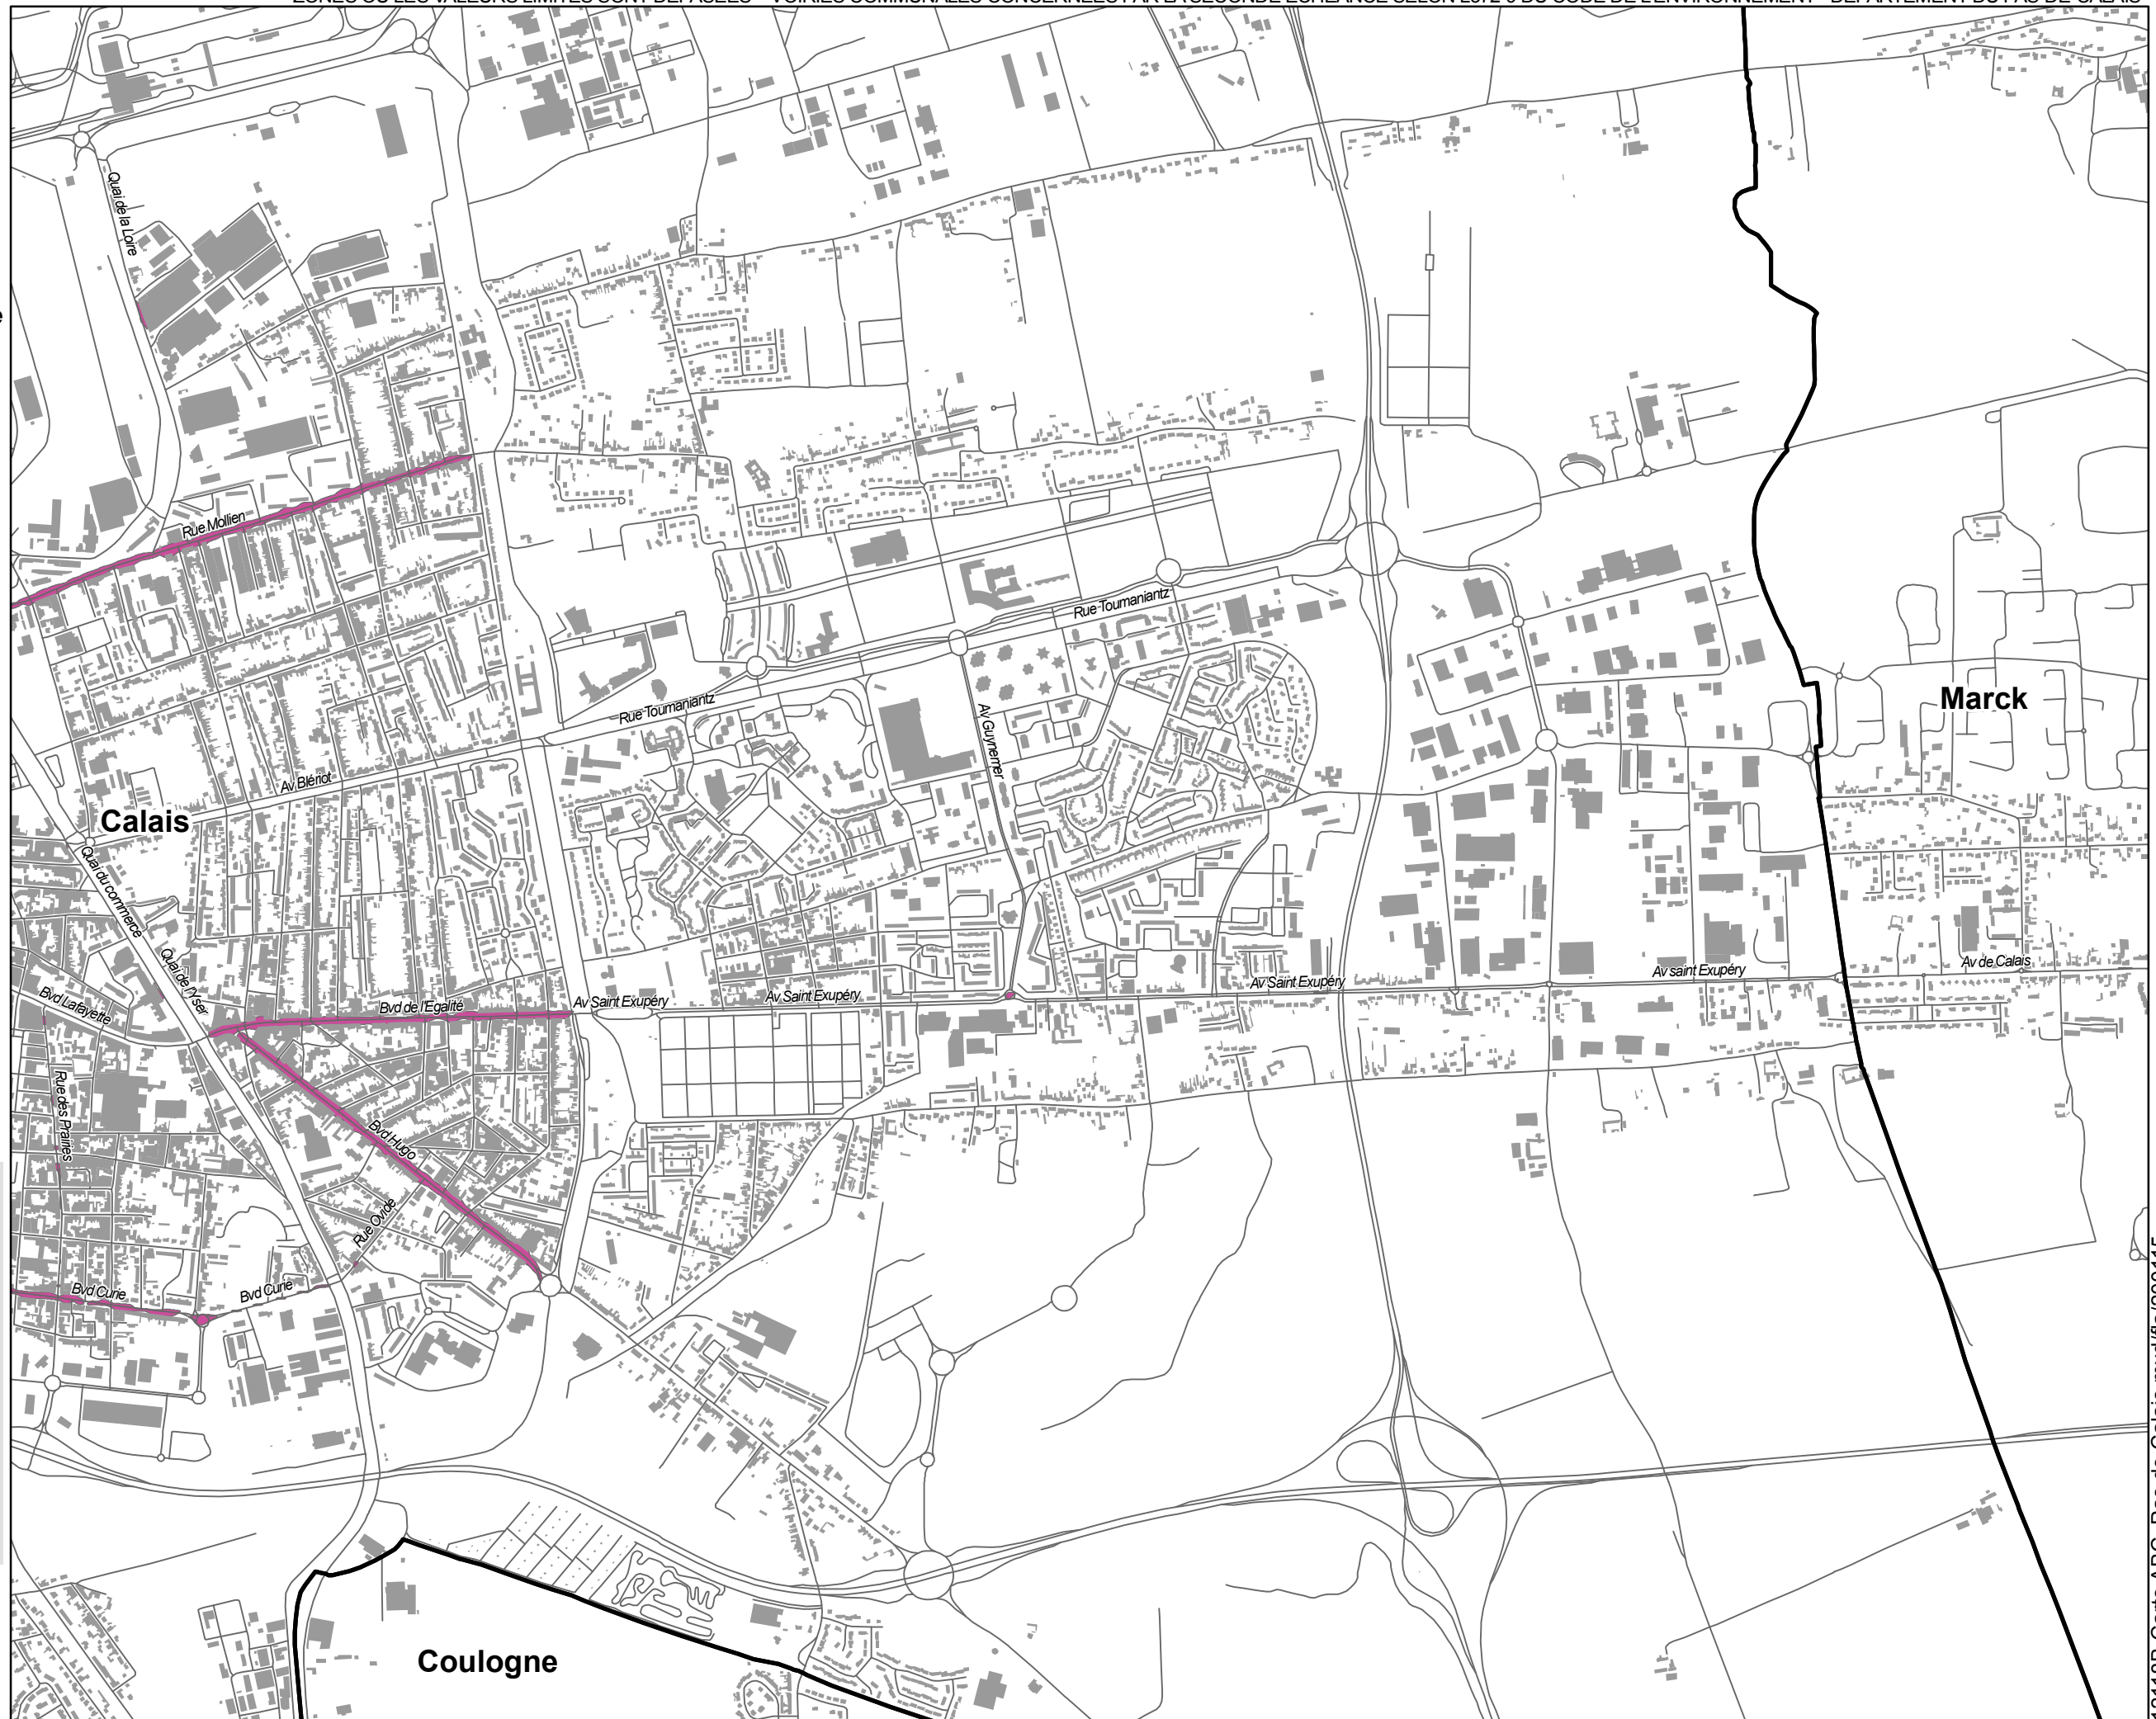 Quai de la Loire
Rue Mollien
Rue Toumaniantz
Rue Toumaniantz
Marck
Av Guynemer
Av Blériot
Calais
Quai du commerce
Quai de l'Yser
Av de Calais
Av saint Exupéry
Av Saint Exupéry
Av Saint Exupéry
Av Saint Exupéry
Bvd de l'Egalité
Bvd Lafayette
Rue des Prairies
Bvd Hugo
Rue Ovide
Bvd Curie
Bvd Curie
Coulogne